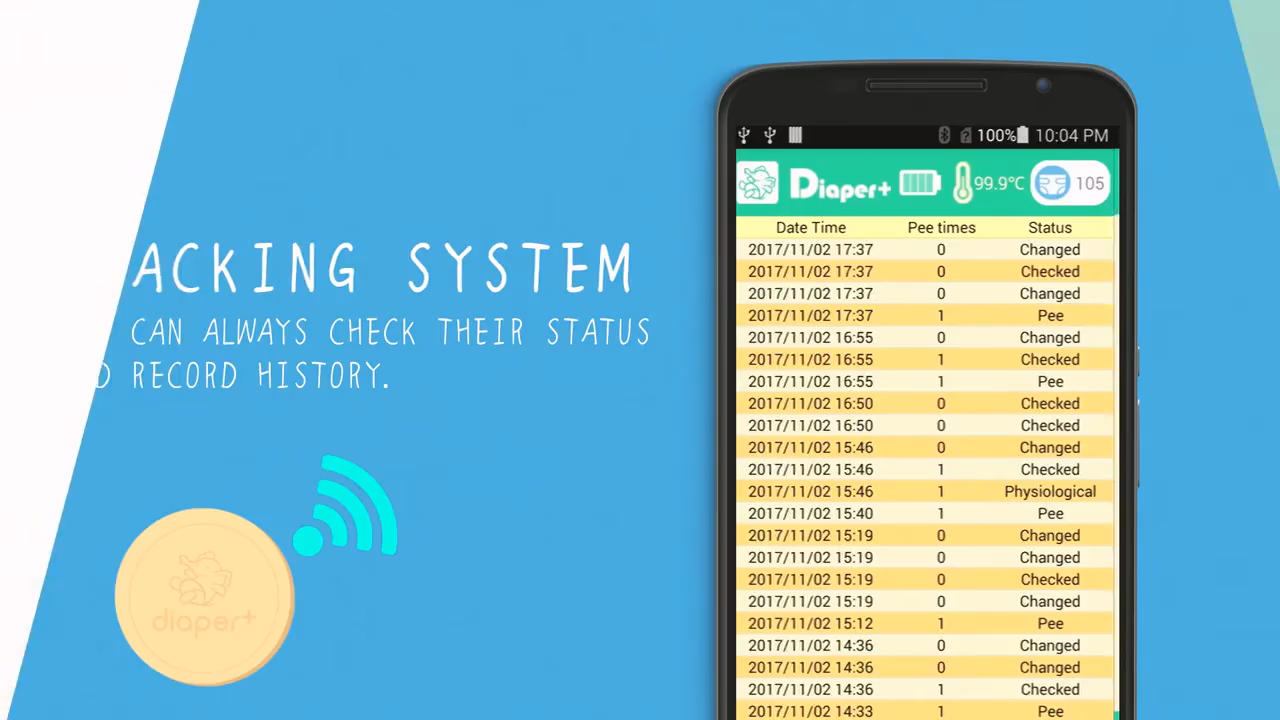 ACKING SYSTEM
CAN ALWAYS CHECK THEIR STATUS
D RECORD HISTORY.
diaper+
100% 10:04 PM
Diaper+ 99.9°C 105
Date Time Pee times Status
2017/11/02 17:37 0 Changed
2017/11/02 17:37 0 Checked
2017/11/02 17:37 0 Changed
2017/11/02 17:37 1 Pee
2017/11/02 16:55 0 Changed
2017/11/02 16:55 1 Checked
2017/11/02 16:55 1 Pee
2017/11/02 16:50 0 Checked
2017/11/02 16:50 0 Checked
2017/11/02 15:46 0 Changed
2017/11/02 15:46 1 Checked
2017/11/02 15:46 1 Physiological
2017/11/02 15:40 1 Pee
2017/11/02 15:19 0 Changed
2017/11/02 15:19 0 Changed
2017/11/02 15:19 0 Checked
2017/11/02 15:19 0 Changed
2017/11/02 15:12 1 Pee
2017/11/02 14:36 0 Changed
2017/11/02 14:36 0 Changed
2017/11/02 14:36 1 Checked
2017/11/02 14:33 1 Pee